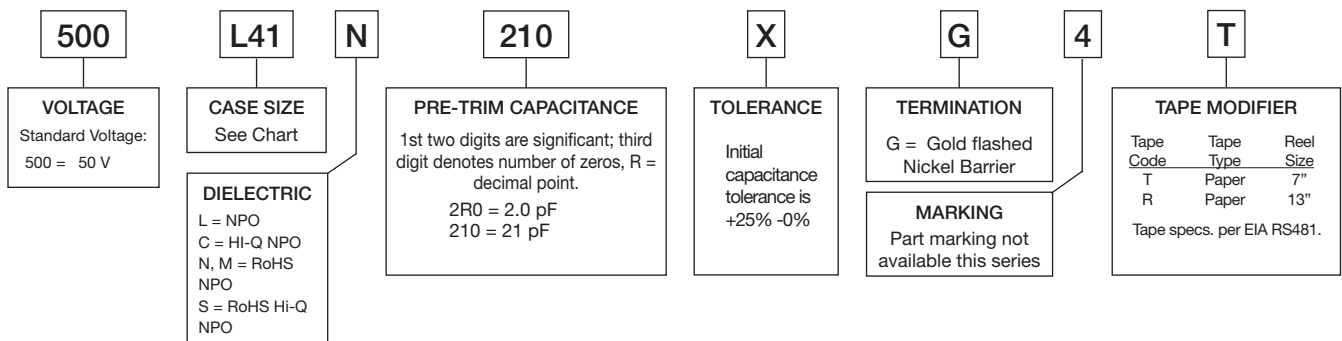 500
L41
N
210
X
G
4
T
VOLTAGE
Standard Voltage:
500 = 50 V
CASE SIZE
See Chart
DIELECTRIC
L = NPO
C = HI-Q NPO
N, M = RoHS
NPO
S = RoHS Hi-Q
NPO
PRE-TRIM CAPACITANCE
1st two digits are significant; third
digit denotes number of zeros, R =
decimal point.
2R0 = 2.0 pF
210 = 21 pF
TOLERANCE
Initial
capacitance
tolerance is
+25% -0%
TERMINATION
G = Gold flashed
Nickel Barrier
MARKING
Part marking not
available this series
TAPE MODIFIER
Tape Tape Reel
Code Type Size
T Paper 7”
R Paper 13”
Tape specs. per EIA RS481.